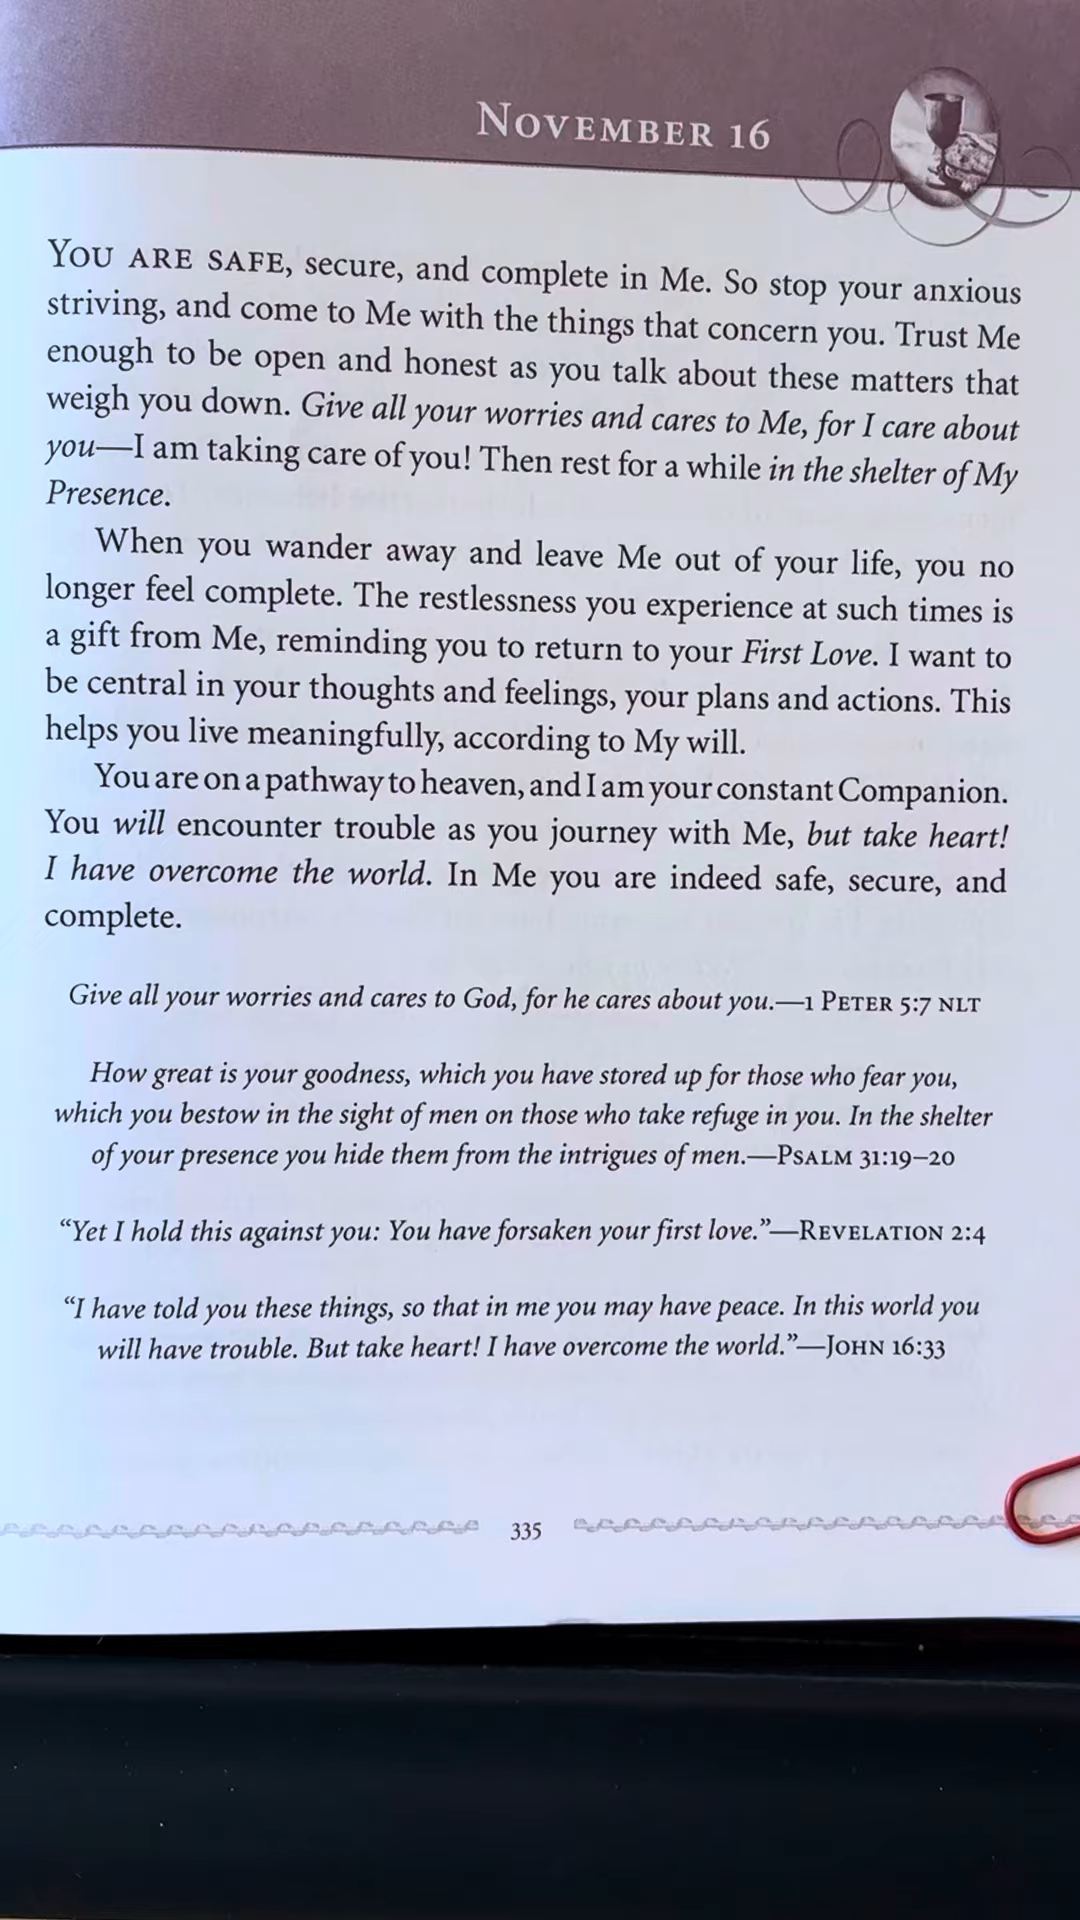 November 16
You are safe, secure, and complete in Me. So stop your anxious
striving, and come to Me with the things that concern you. Trust Me
enough to be open and honest as you talk about these matters that
weigh you down. Give all your worries and cares to Me, for I care about
you—I am taking care of you! Then rest for a while in the shelter of My
Presence.
When you wander away and leave Me out of your life, you no
longer feel complete. The restlessness you experience at such times is
a gift from Me, reminding you to return to your First Love. I want to
be central in your thoughts and feelings, your plans and actions. This
helps you live meaningfully, according to My will.
You are on a pathway to heaven, and I am your constant Companion.
You will encounter trouble as you journey with Me, but take heart!
I have overcome the world. In Me you are indeed safe, secure, and
complete.
Give all your worries and cares to God, for he cares about you.—1 Peter 5:7 NLT
How great is your goodness, which you have stored up for those who fear you,
which you bestow in the sight of men on those who take refuge in you. In the shelter
of your presence you hide them from the intrigues of men.—Psalm 31:19–20
“Yet I hold this against you: You have forsaken your first love.”—Revelation 2:4
“I have told you these things, so that in me you may have peace. In this world you
will have trouble. But take heart! I have overcome the world.”—John 16:33
335